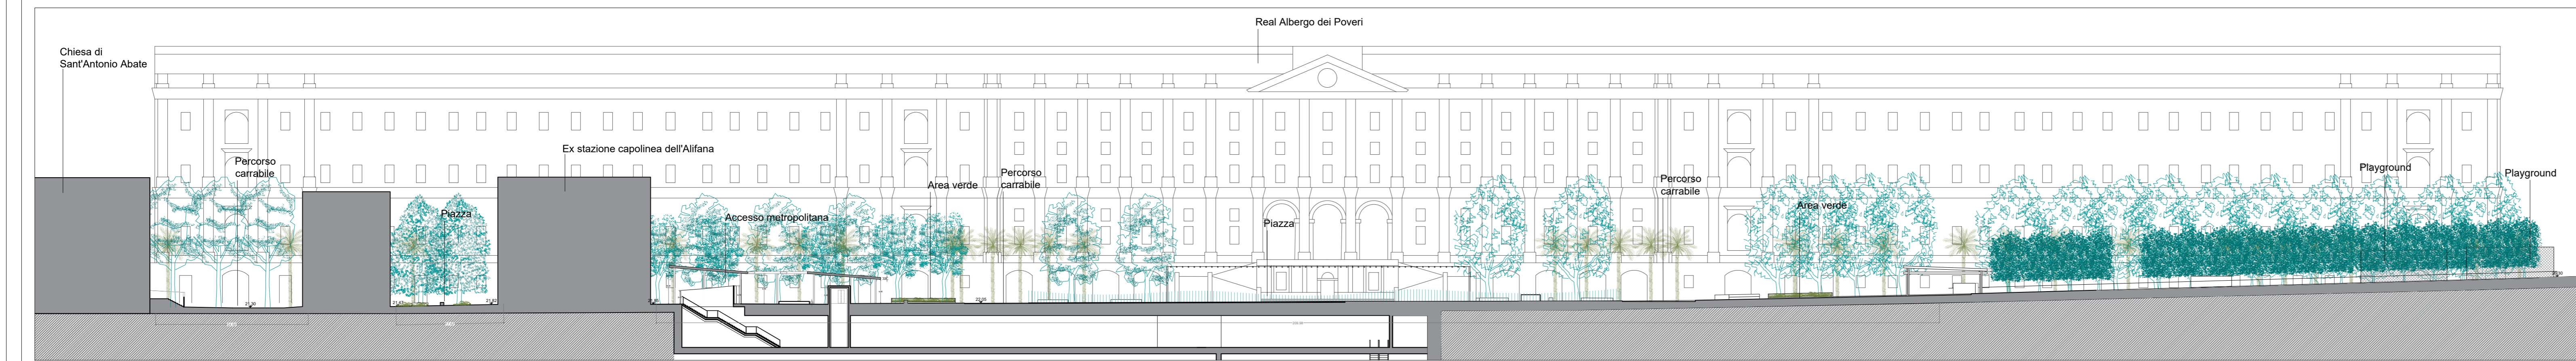 Real Albergo dei Poveri
Chiesa di
Sant'Antonio Abate
Ex stazione capolinea dell'Alifana
Percorso
carrabile
Piazza
Accesso metropolitana
Area verde
Percorso
carrabile
Piazza
Percorso
carrabile
Area verde
Playground
Playground